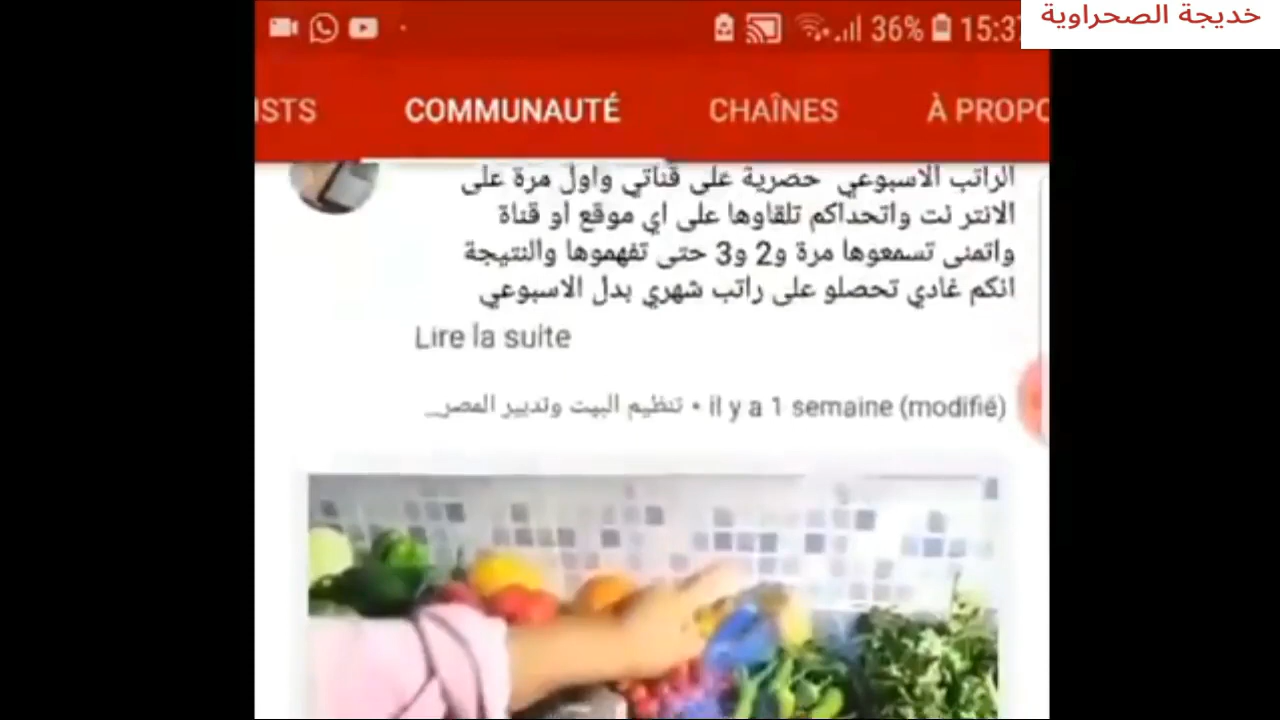 خديجة الصحراوية
36% 15:37
ISTS COMMUNAUTÉ CHAÎNES À PROPO
الراتب الاسبوعي حصرية على قناتي واول مرة على
الانتر نت واتحداكم تلقاوها على اي موقع او قناة
واتمنى تسمعوها مرة و2 و3 حتى تفهموها والنتيجة
انكم غادي تحصلو على راتب شهري بدل الاسبوعي
Lire la suite
تنظيم البيت وتدبير المصر_ • il y a 1 semaine (modifié)